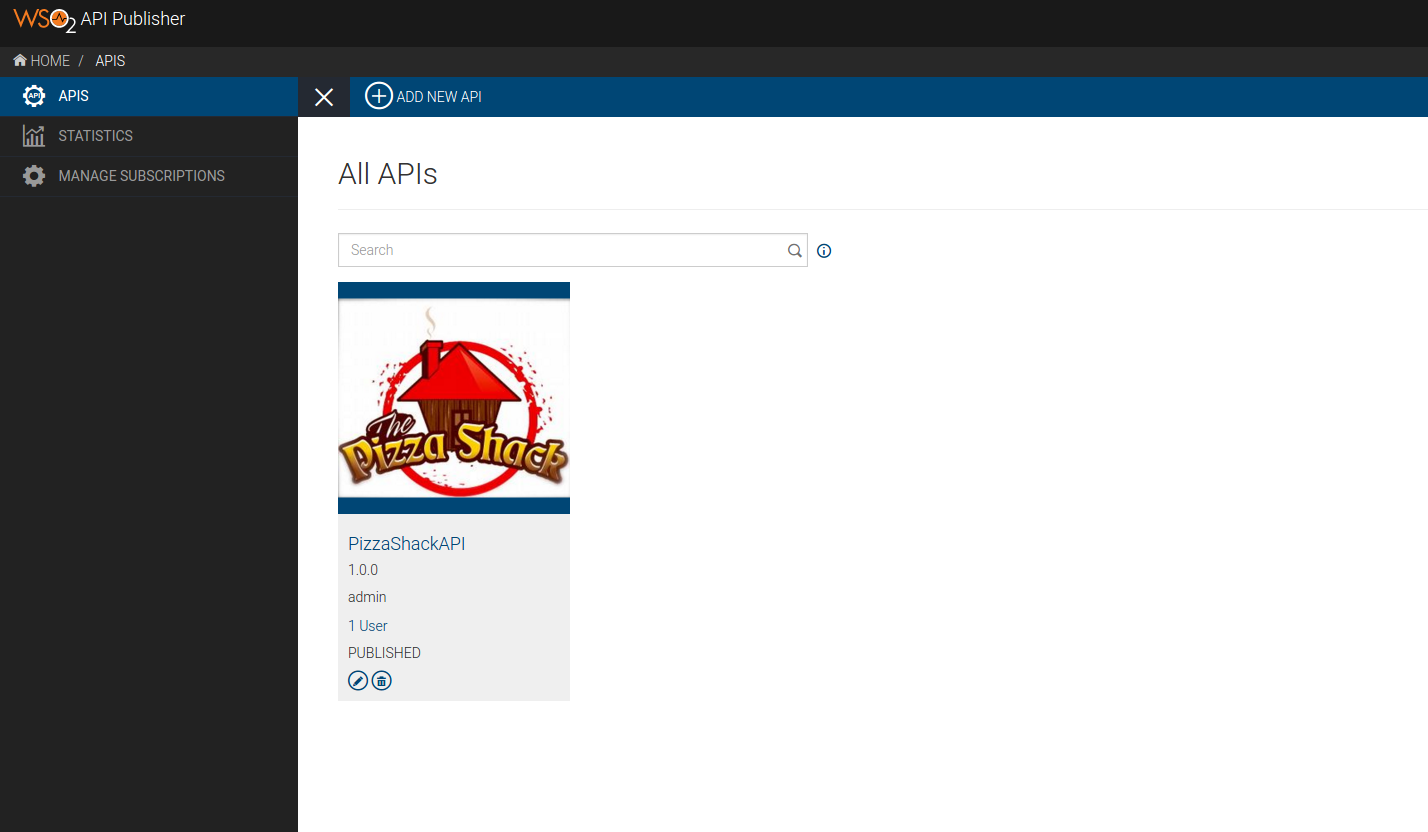 WSO2 API Publisher
HOME / APIS
API APIS
STATISTICS
MANAGE SUBSCRIPTIONS
ADD NEW API
All APIs
Search
The
Pizza Shack
PizzaShackAPI
1.0.0
admin
1 User
PUBLISHED